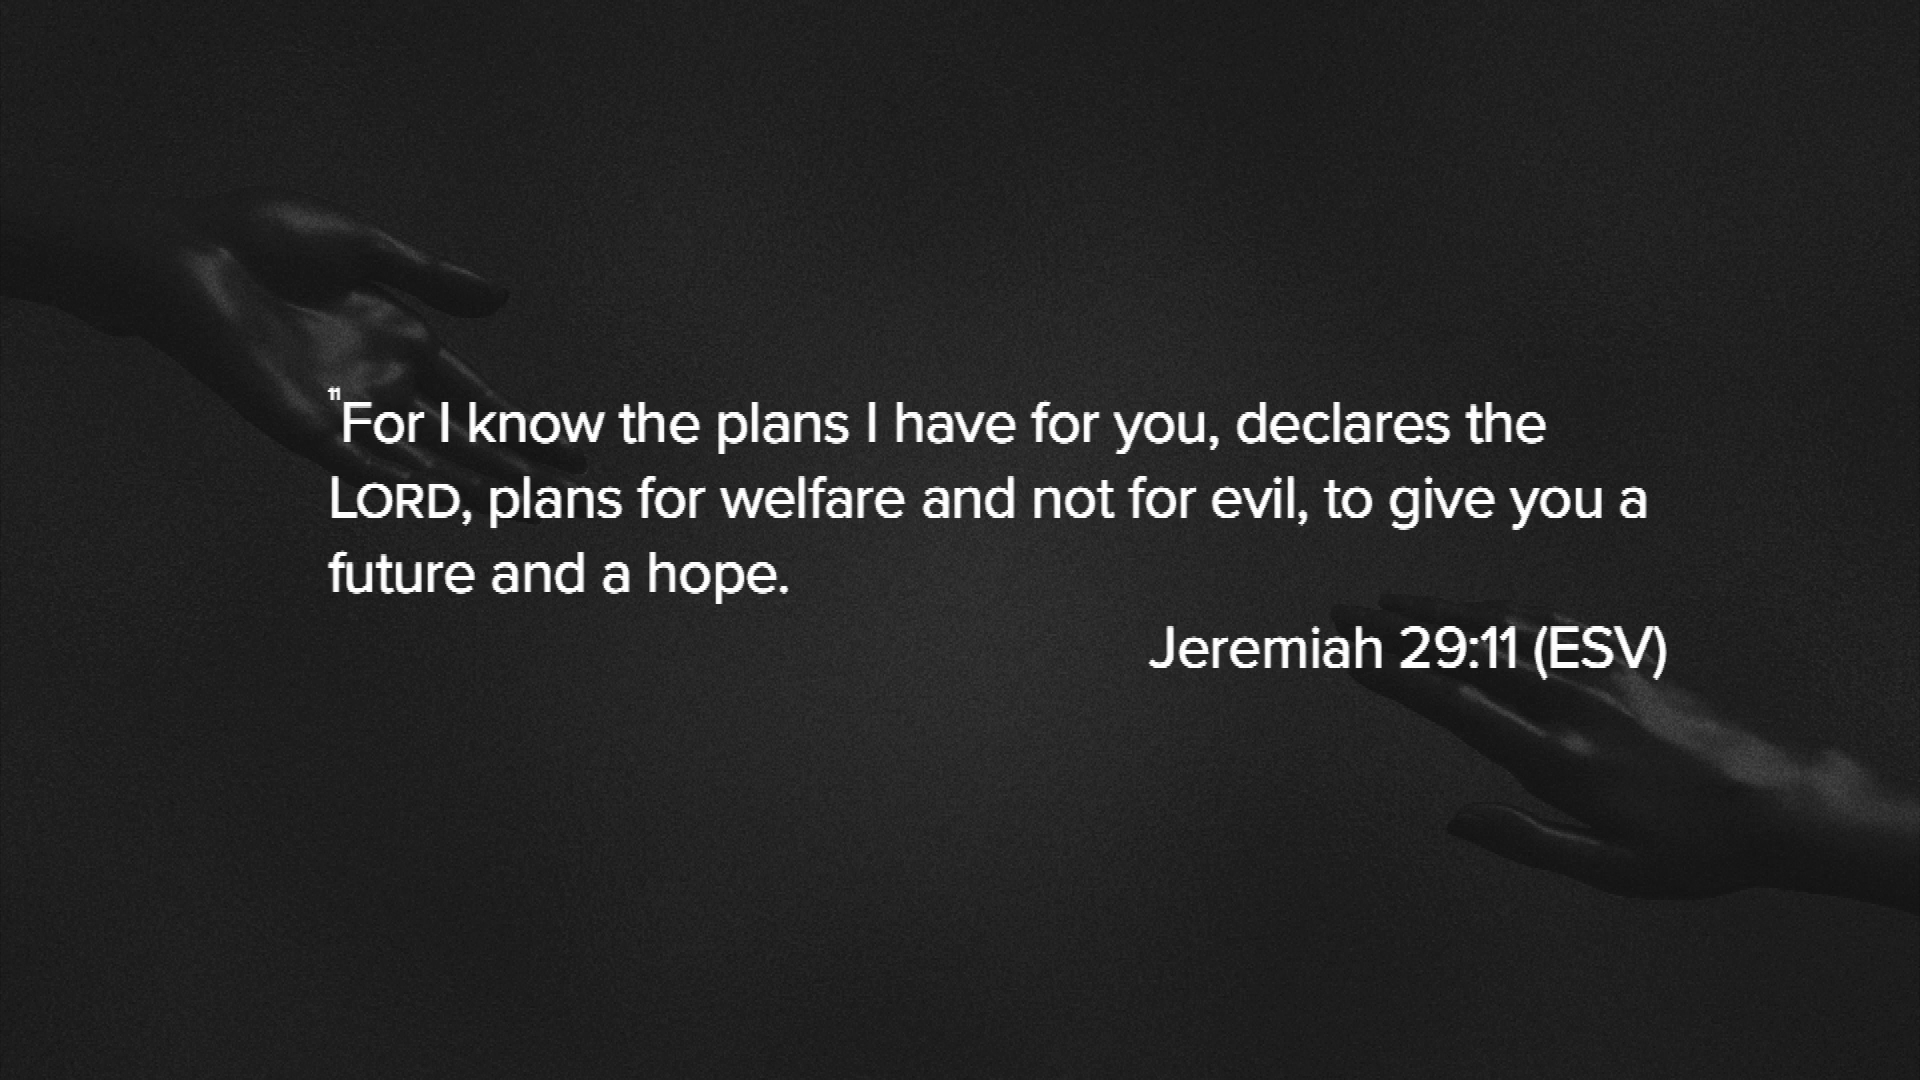 ¹¹For I know the plans I have for you, declares the
LORD, plans for welfare and not for evil, to give you a
future and a hope.
Jeremiah 29:11 (ESV)